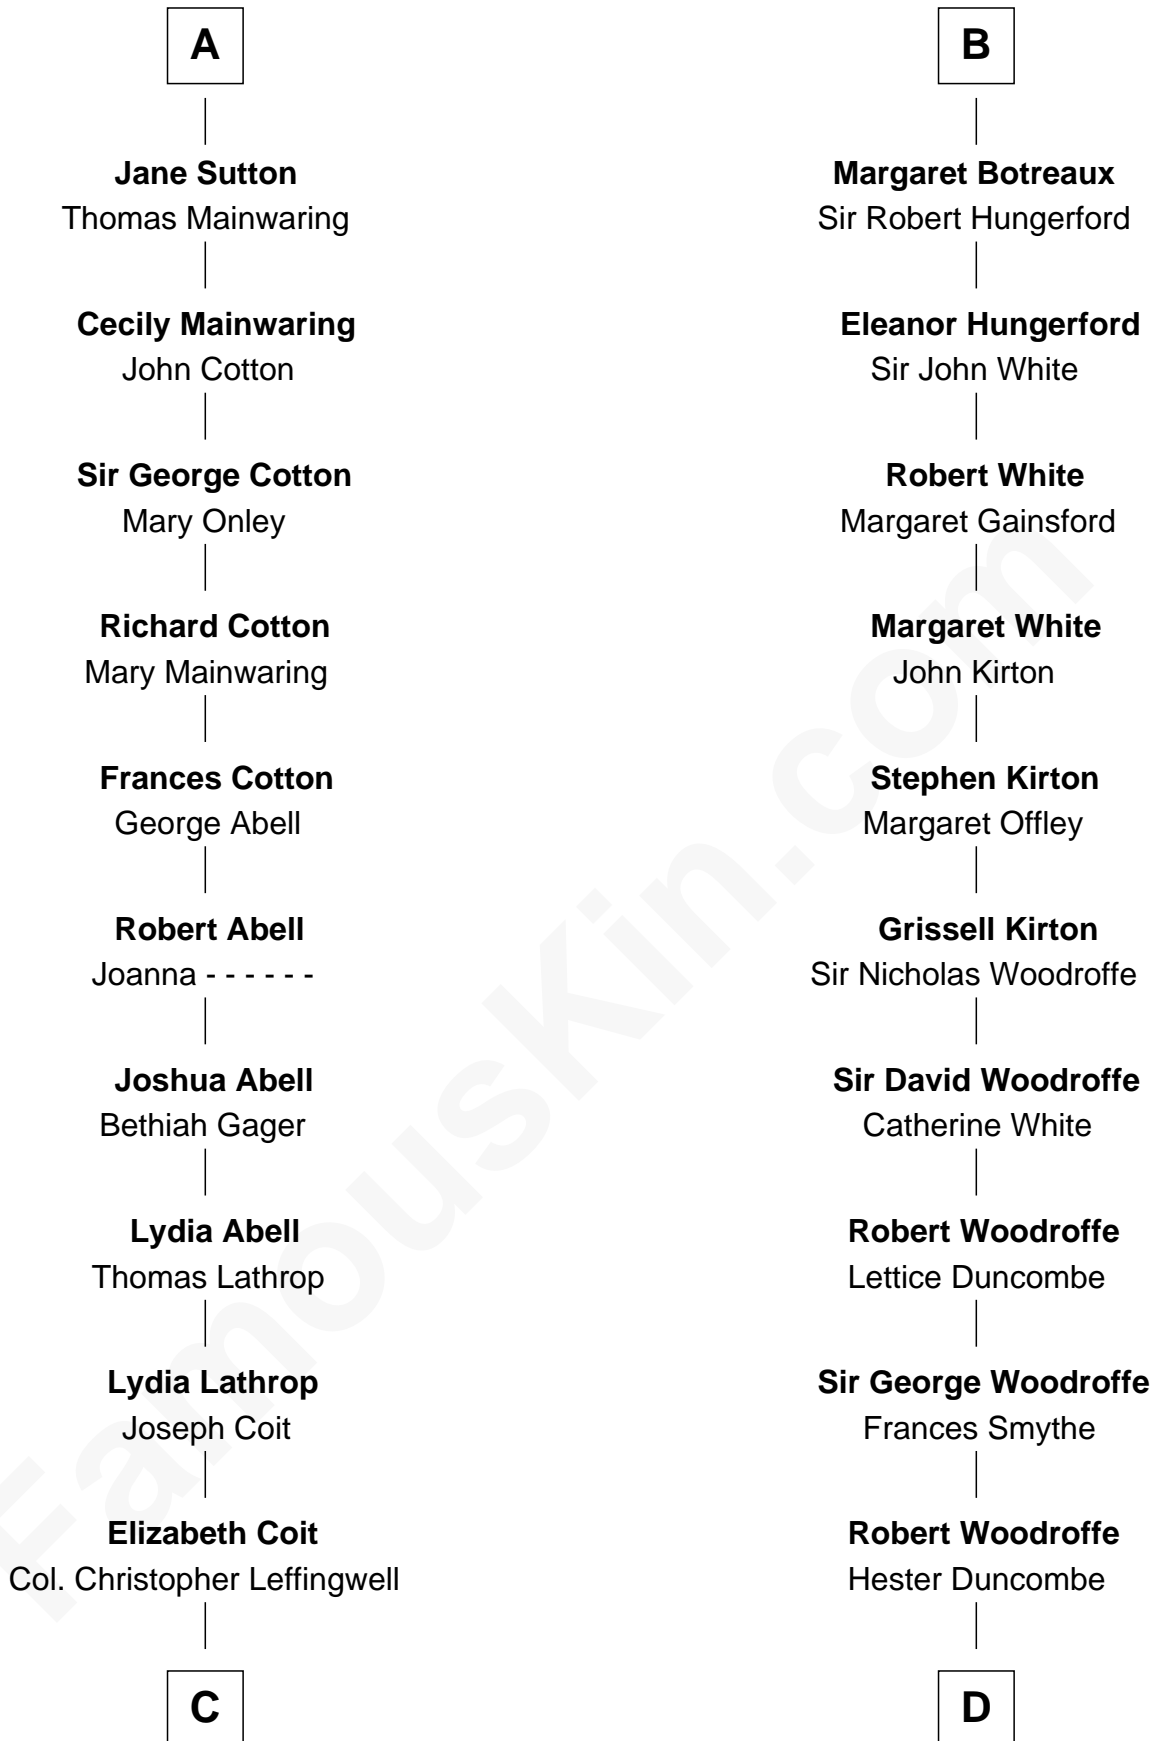 A
Jane Sutton
Thomas Mainwaring
Cecily Mainwaring
John Cotton
Sir George Cotton
Mary Onley
Richard Cotton
Mary Mainwaring
Frances Cotton
George Abell
Robert Abell
Joanna - - - - - -
Joshua Abell
Bethiah Gager
Lydia Abell
Thomas Lathrop
Lydia Lathrop
Joseph Coit
Elizabeth Coit
Col. Christopher Leffingwell
C
B
Margaret Botreaux
Sir Robert Hungerford
Eleanor Hungerford
Sir John White
Robert White
Margaret Gainsford
Margaret White
John Kirton
Stephen Kirton
Margaret Offley
Grissell Kirton
Sir Nicholas Woodroffe
Sir David Woodroffe
Catherine White
Robert Woodroffe
Lettice Duncombe
Sir George Woodroffe
Frances Smythe
Robert Woodroffe
Hester Duncombe
D
FamousKin.com